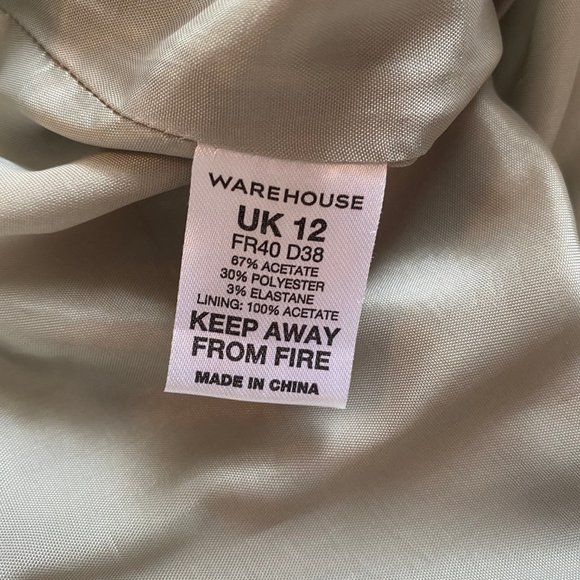 WAREHOUSE
UK 12
FR40 D38
67% ACETATE
30% POLYESTER
3% ELASTANE
LINING: 100% ACETATE
KEEP AWAY
FROM FIRE
MADE IN CHINA